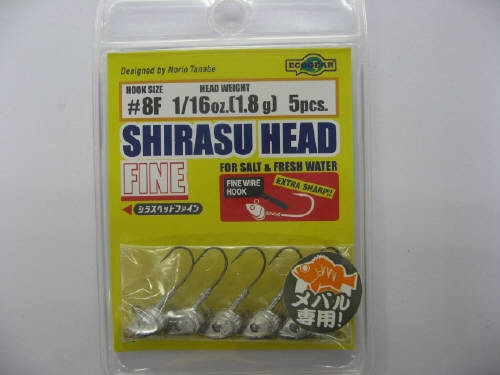 Designed by Norio Tanabe
ECOGEAR
HOOK SIZE
HEAD WEIGHT
#8F 1/16oz.(1.8g) 5pcs.
SHIRASU HEAD
FINE
FOR SALT & FRESH WATER
FINE WIRE
HOOK
EXTRA SHARP!!
シラスヘッドファイン
メバル
専用!